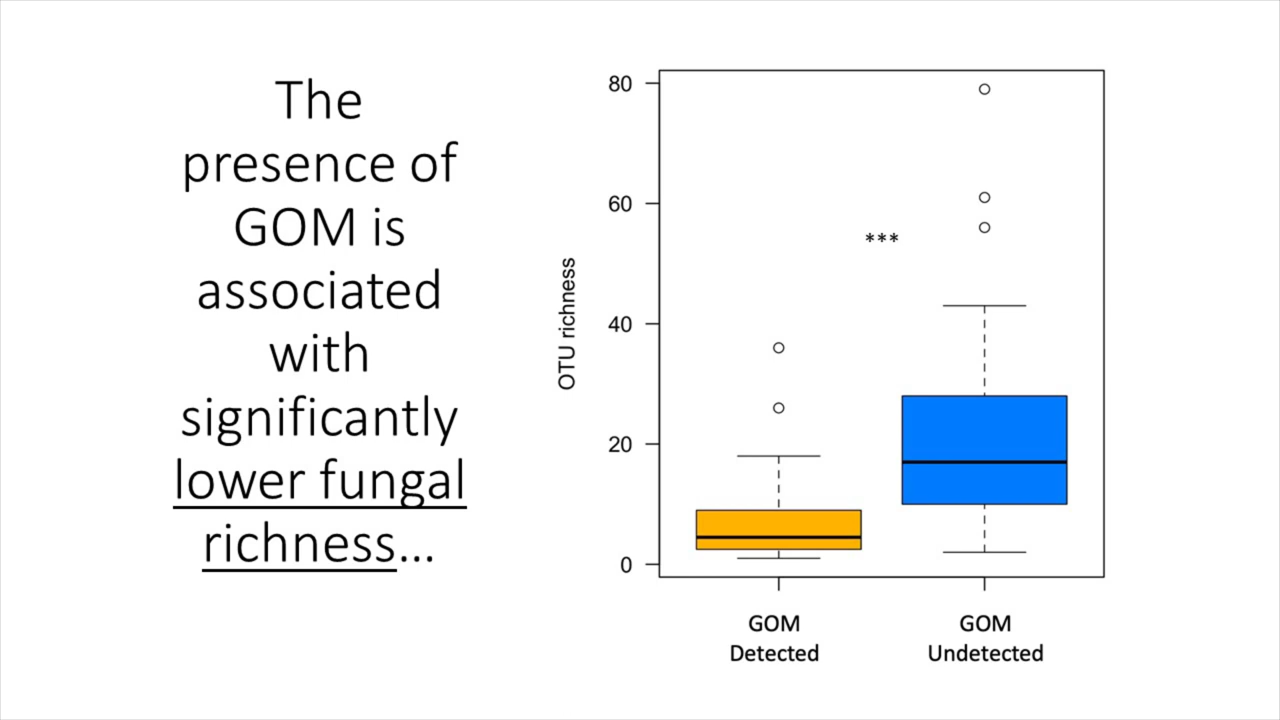 The
presence of
GOM is
associated
with
significantly
lower fungal
richness...
80
60
40
20
0
OTU richness
***
GOM
Detected
GOM
Undetected